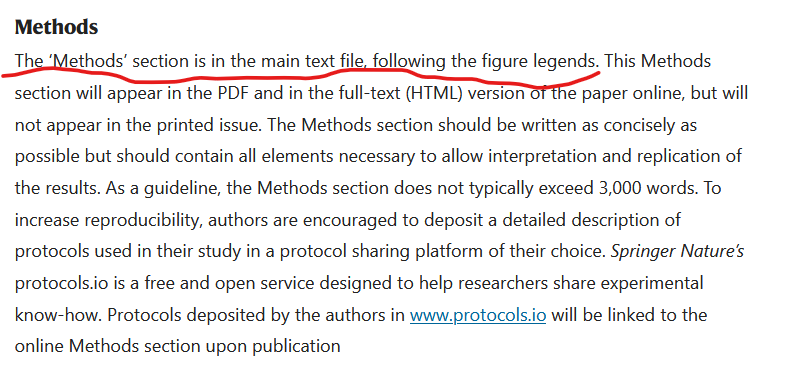 Methods
The ‘Methods’ section is in the main text file, following the figure legends. This Methods
section will appear in the PDF and in the full-text (HTML) version of the paper online, but will
not appear in the printed issue. The Methods section should be written as concisely as
possible but should contain all elements necessary to allow interpretation and replication of
the results. As a guideline, the Methods section does not typically exceed 3,000 words. To
increase reproducibility, authors are encouraged to deposit a detailed description of
protocols used in their study in a protocol sharing platform of their choice. Springer Nature’s
protocols.io is a free and open service designed to help researchers share experimental
know-how. Protocols deposited by the authors in www.protocols.io will be linked to the
online Methods section upon publication